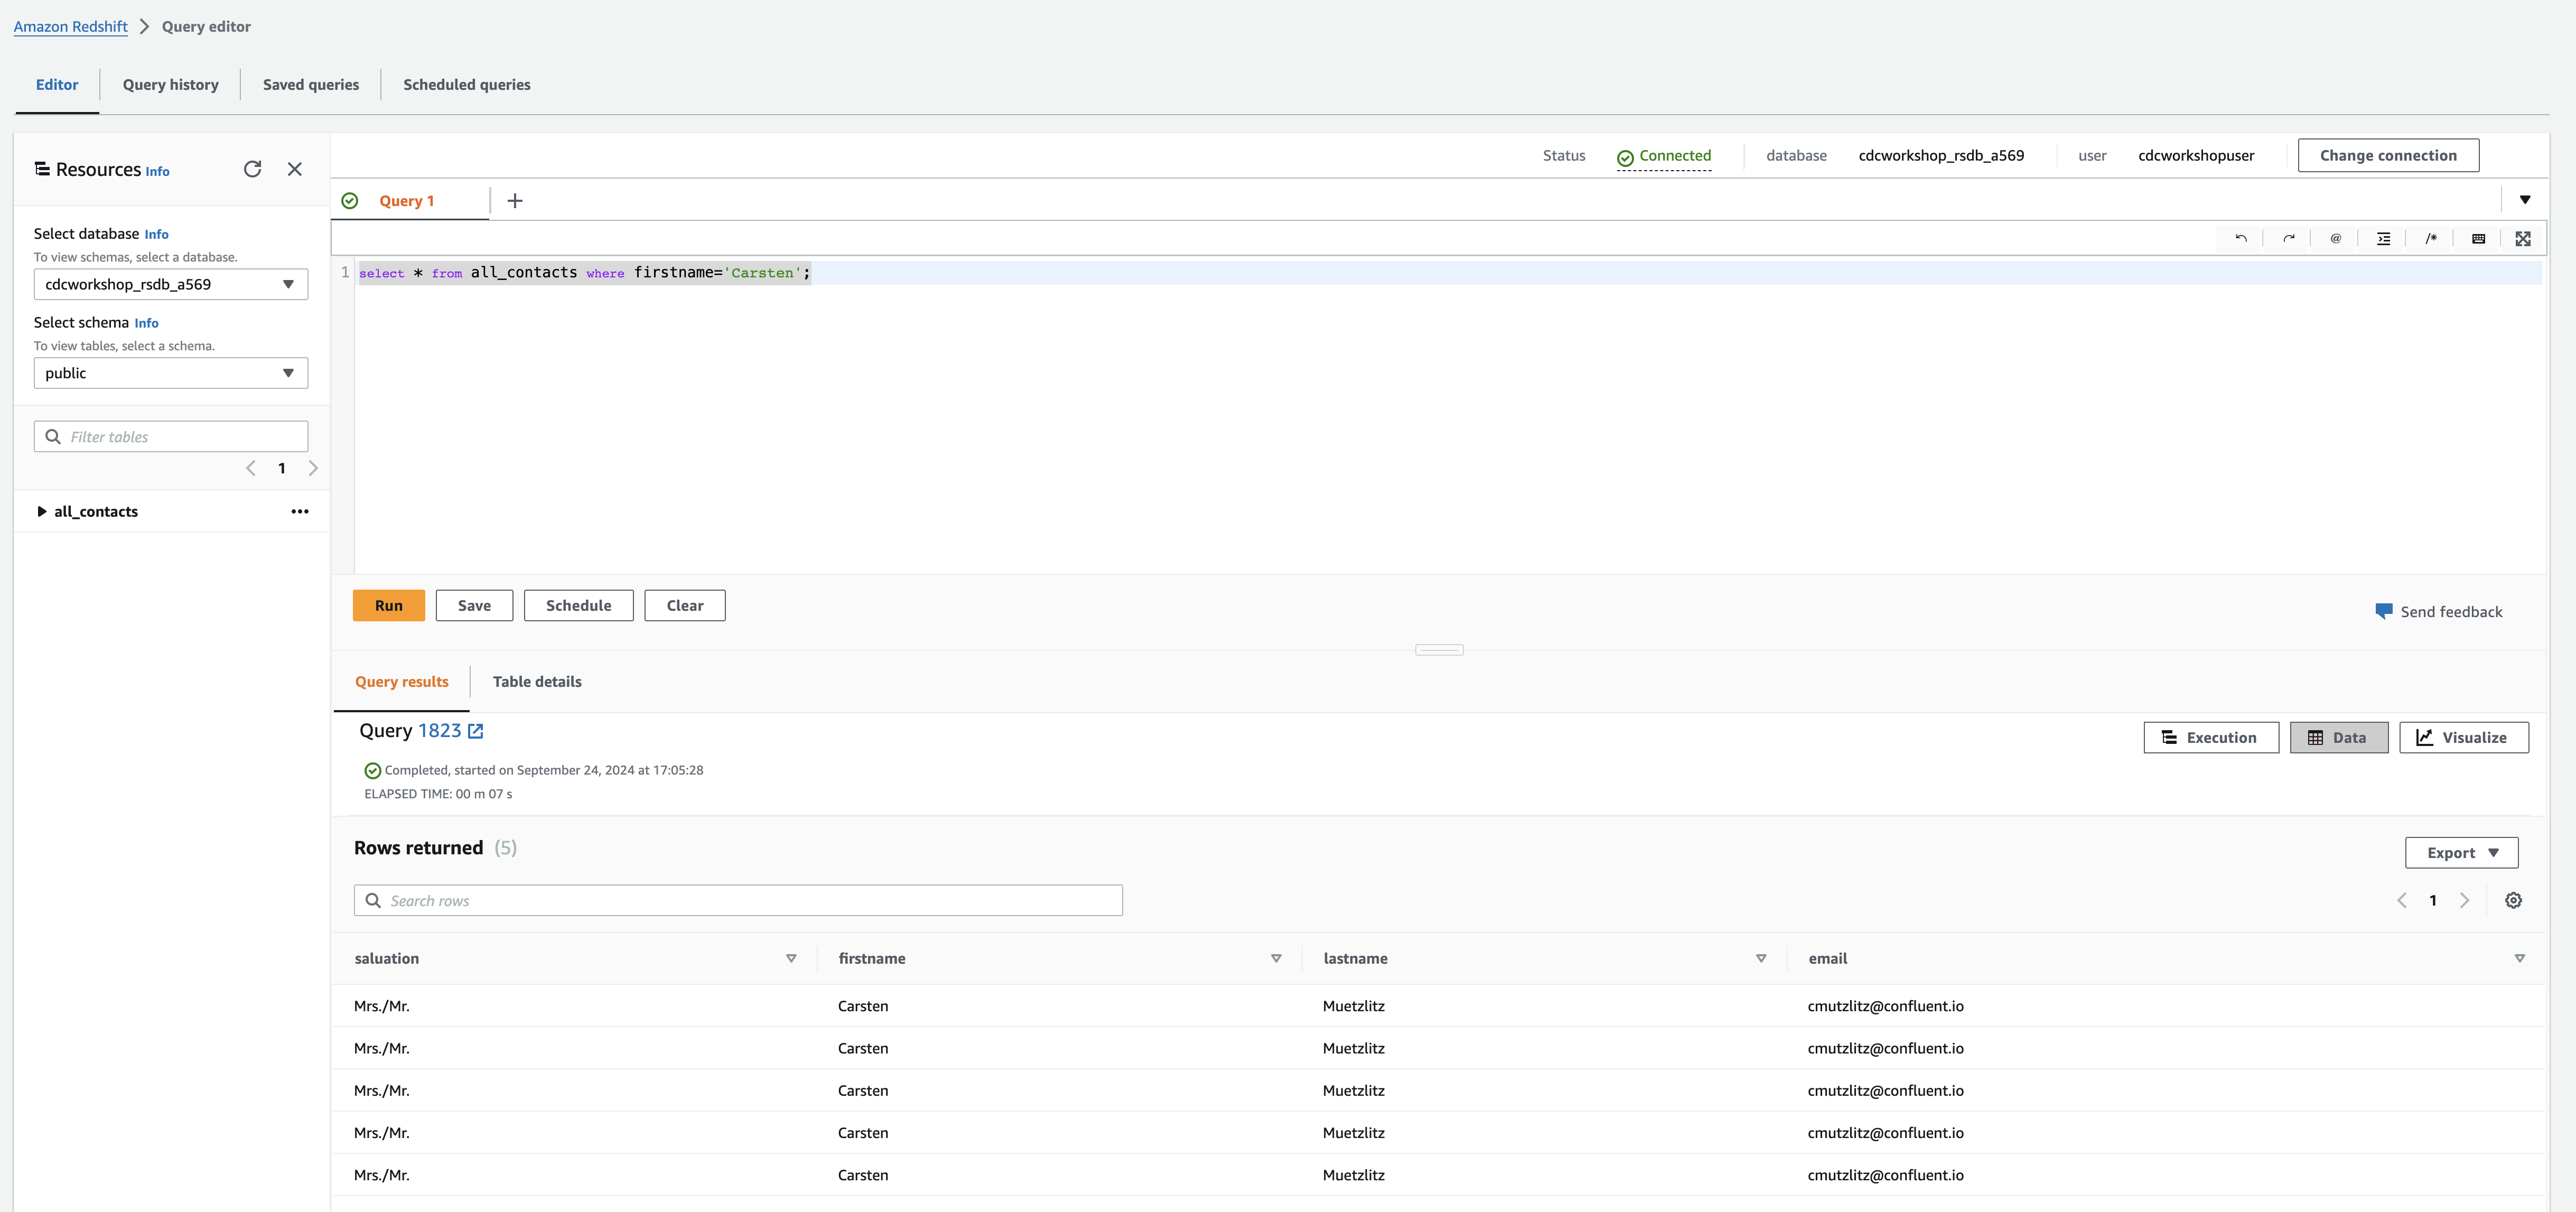 Amazon Redshift > Query editor
Editor Query history Saved queries Scheduled queries
Resources Info
Status Connected database cdcworkshop_rsdb_a569 user cdcworkshopuser Change connection
Query 1 +
Select database Info
To view schemas, select a database.
cdcworkshop_rsdb_a569
Select schema Info
To view tables, select a schema.
public
Filter tables
1
all_contacts
@ /*
1 select * from all_contacts where firstname='Carsten';
Run Save Schedule Clear
Send feedback
Query results Table details
Query 1823
Execution Data Visualize
Completed, started on September 24, 2024 at 17:05:28
ELAPSED TIME: 00 m 07 s
Rows returned (5)
Export
Search rows
1
saluation firstname lastname email
Mrs./Mr. Carsten Muetzlitz cmutzlitz@confluent.io
Mrs./Mr. Carsten Muetzlitz cmutzlitz@confluent.io
Mrs./Mr. Carsten Muetzlitz cmutzlitz@confluent.io
Mrs./Mr. Carsten Muetzlitz cmutzlitz@confluent.io
Mrs./Mr. Carsten Muetzlitz cmutzlitz@confluent.io